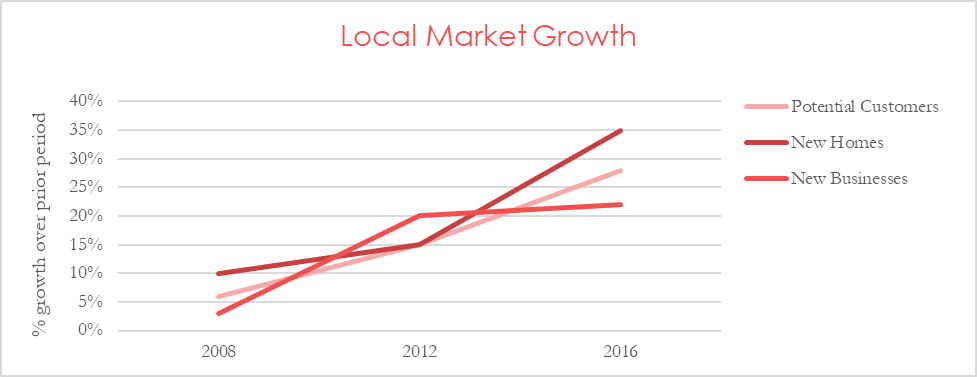 Local Market Growth
% growth over prior period
40%
35%
30%
25%
20%
15%
10%
5%
0%
2008 2012 2016
Potential Customers
New Homes
New Businesses